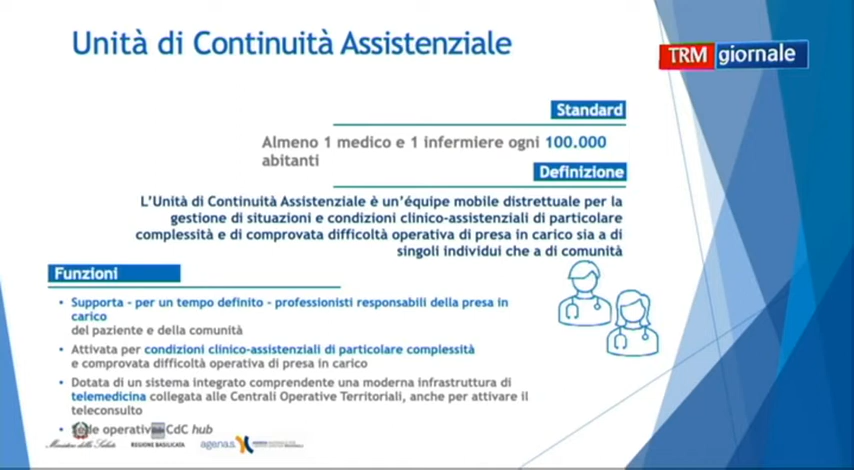 Unità di Continuità Assistenziale
TRM giornale
Standard
Almeno 1 medico e 1 infermiere ogni 100.000
abitanti
Definizione
L'Unità di Continuità Assistenziale è un'équipe mobile distrettuale per la
gestione di situazioni e condizioni clinico-assistenziali di particolare
complessità e di comprovata difficoltà operativa di presa in carico sia a di
singoli individui che a di comunità
Funzioni
• Supporta - per un tempo definito - professionisti responsabili della presa in
carico
del paziente e della comunità
• Attivata per condizioni clinico-assistenziali di particolare complessità
e comprovata difficoltà operativa di presa in carico
• Dotata di un sistema integrato comprendente una moderna infrastruttura di
telemedicina collegata alle Centrali Operative Territoriali, anche per attivare il
teleconsulto
• Sede operativa CdC hub
Ministero della Salute
REGIONE BASILICATA
agenas.